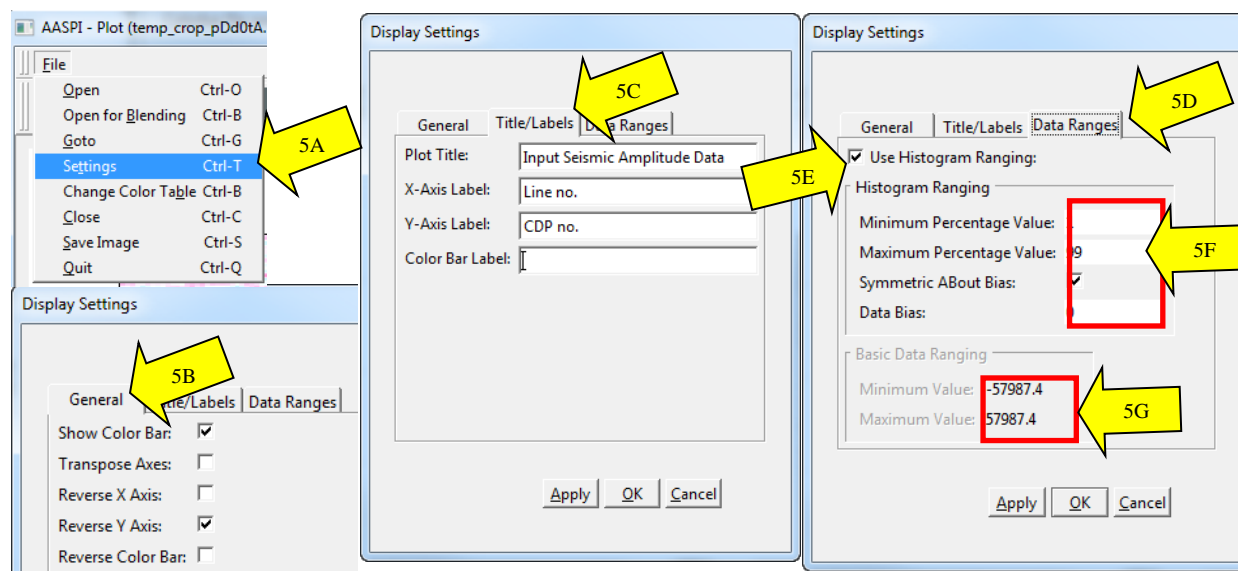 AASPI - Plot (temp_crop_pDd0tA.
File
Open Ctrl-O
Open for Blending Ctrl-B
Goto Ctrl-G
Settings Ctrl-T
Change Color Table Ctrl-B
Close Ctrl-C
Save Image Ctrl-S
Quit Ctrl-Q
5A
Display Settings
5B
General Title/Labels Data Ranges
Show Color Bar:
Transpose Axes:
Reverse X Axis:
Reverse Y Axis:
Reverse Color Bar:
Display Settings
5C
General Title/Labels Data Ranges
Plot Title: Input Seismic Amplitude Data
X-Axis Label: Line no.
Y-Axis Label: CDP no.
Color Bar Label:
Apply OK Cancel
Display Settings
5D
General Title/Labels Data Ranges
5E
Use Histogram Ranging:
Histogram Ranging
Minimum Percentage Value:
Maximum Percentage Value: 99
Symmetric ABout Bias:
Data Bias:
5F
Basic Data Ranging
Minimum Value: -57987.4
Maximum Value: 57987.4
5G
Apply OK Cancel